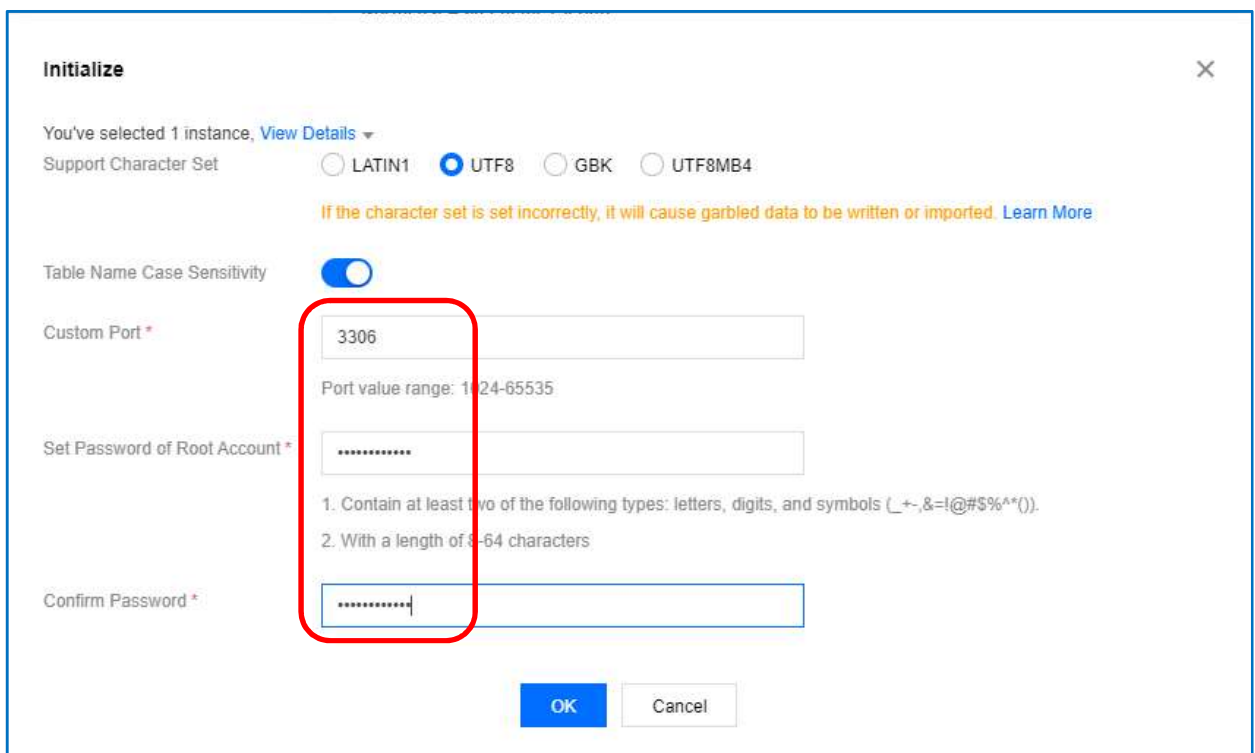 Initialize
You've selected 1 instance, View Details
Support Character Set LATIN1 UTF8 GBK UTF8MB4
If the character set is set incorrectly, it will cause garbled data to be written or imported. Learn More
Table Name Case Sensitivity
Custom Port * 3306
Port value range: 1024-65535
Set Password of Root Account * ••••••••••••
1. Contain at least two of the following types: letters, digits, and symbols (_+-,&=!@#$%^*()).
2. With a length of 8-64 characters
Confirm Password * ••••••••••••
OK Cancel